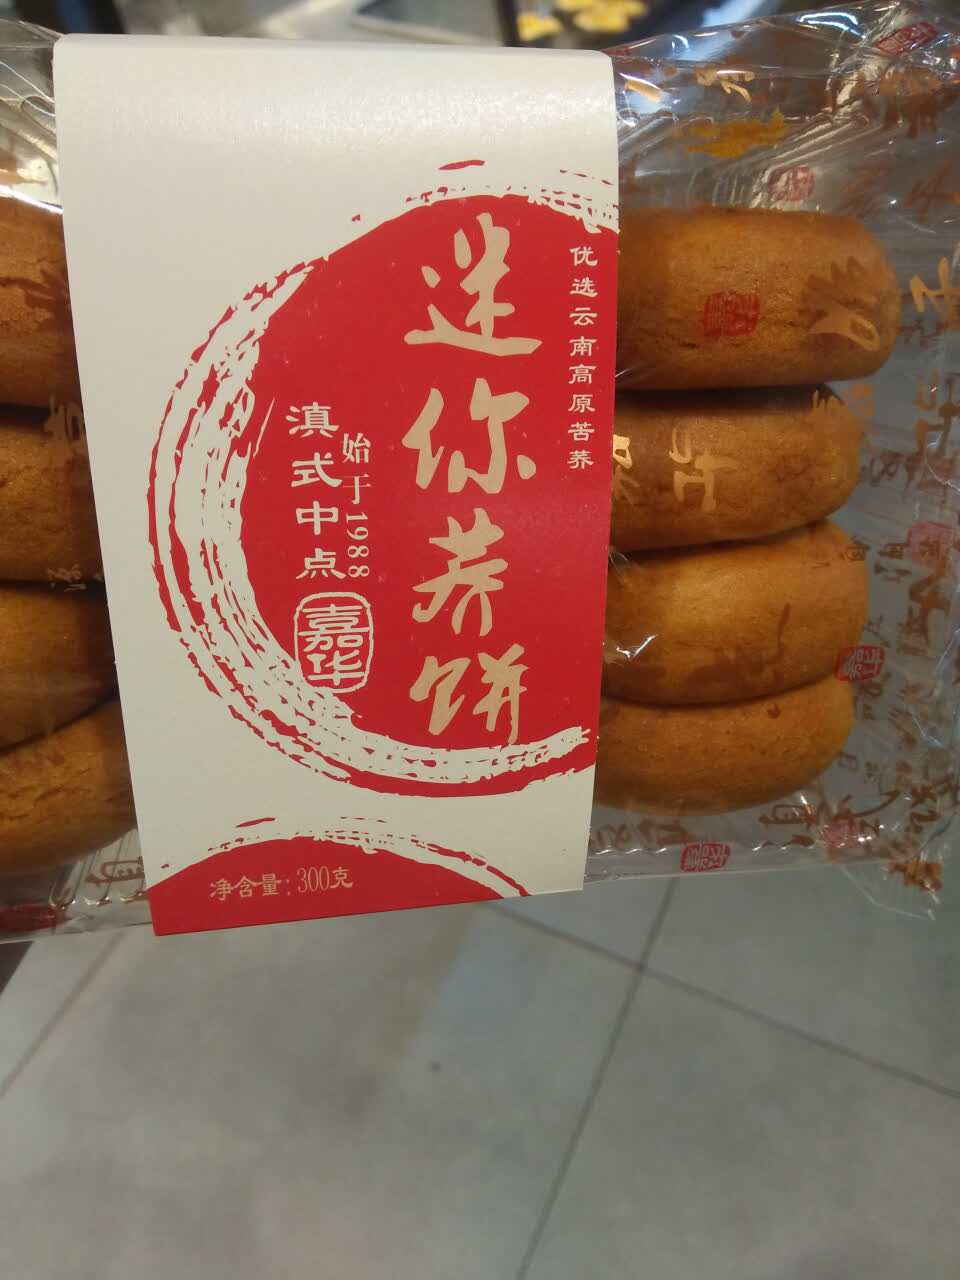 优选云南高原苦荞
迷你荞饼
始于1988
滇式中点
嘉华
净含量:300克